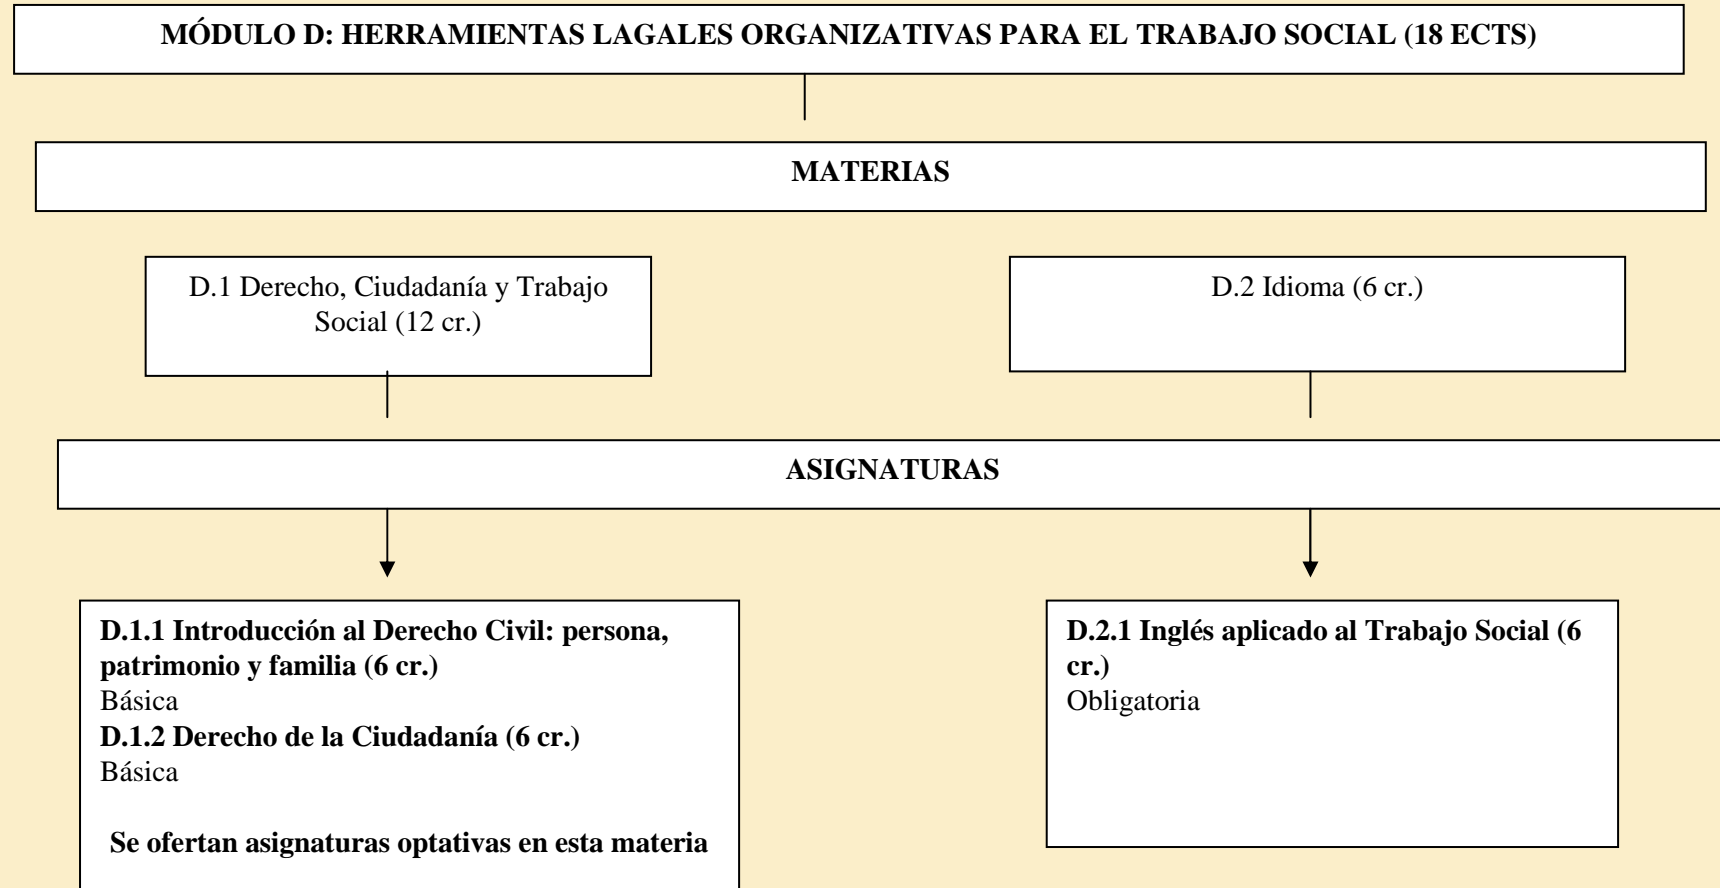 MÓDULO D: HERRAMIENTAS LAGALES ORGANIZATIVAS PARA EL TRABAJO SOCIAL (18 ECTS)
MATERIAS
D.1 Derecho, Ciudadanía y Trabajo
Social (12 cr.)
D.2 Idioma (6 cr.)
ASIGNATURAS
D.1.1 Introducción al Derecho Civil: persona,
patrimonio y familia (6 cr.)
Básica
D.1.2 Derecho de la Ciudadanía (6 cr.)
Básica
Se ofertan asignaturas optativas en esta materia
D.2.1 Inglés aplicado al Trabajo Social (6
cr.)
Obligatoria